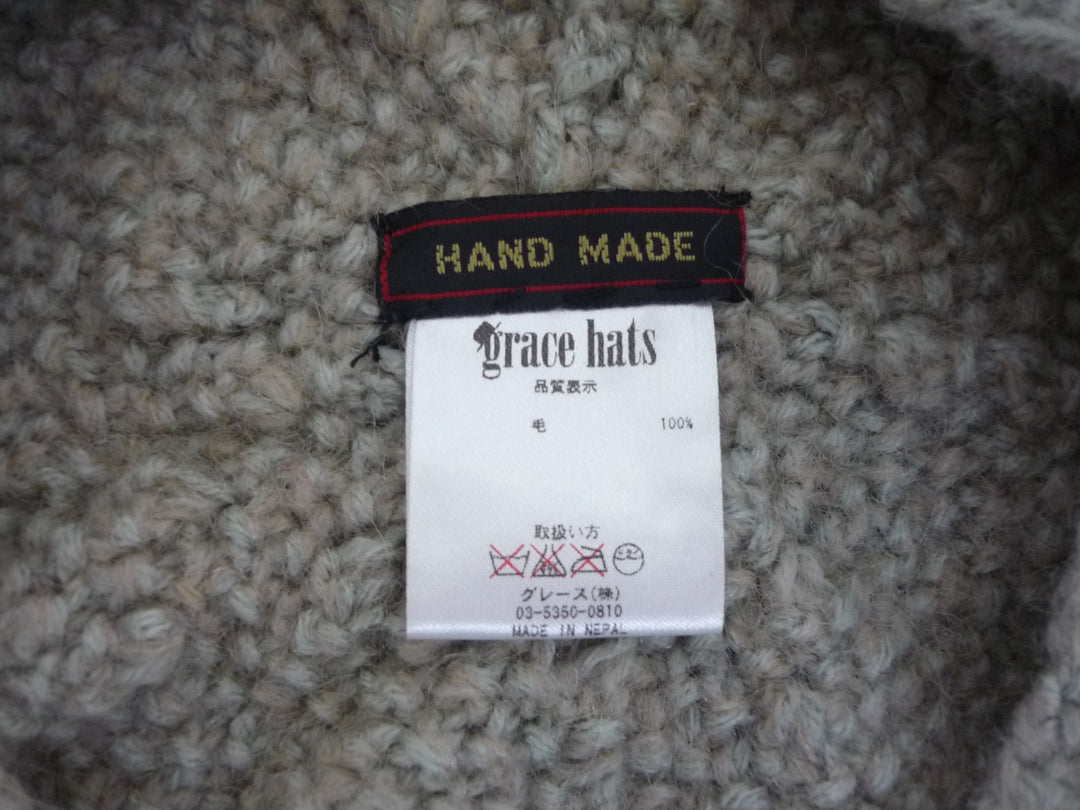 HAND MADE
grace hats
品質表示
毛 100%
取扱い方
グレース(株)
03-5350-0810
MADE IN NEPAL